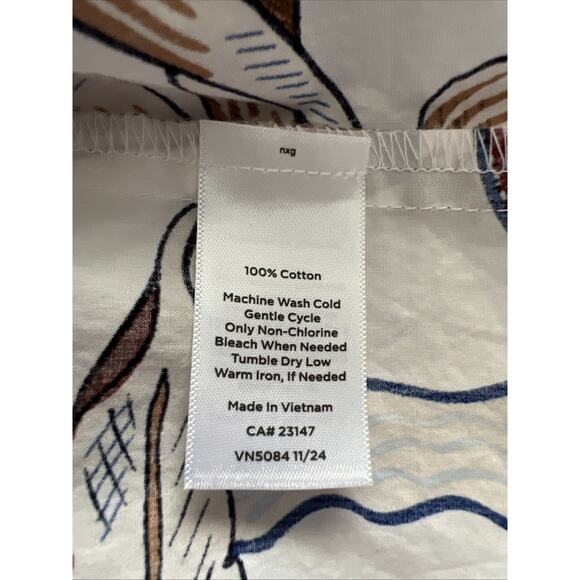 nxg
100% Cotton
Machine Wash Cold
Gentle Cycle
Only Non-Chlorine
Bleach When Needed
Tumble Dry Low
Warm Iron, If Needed
Made In Vietnam
CA# 23147
VN5084 11/24